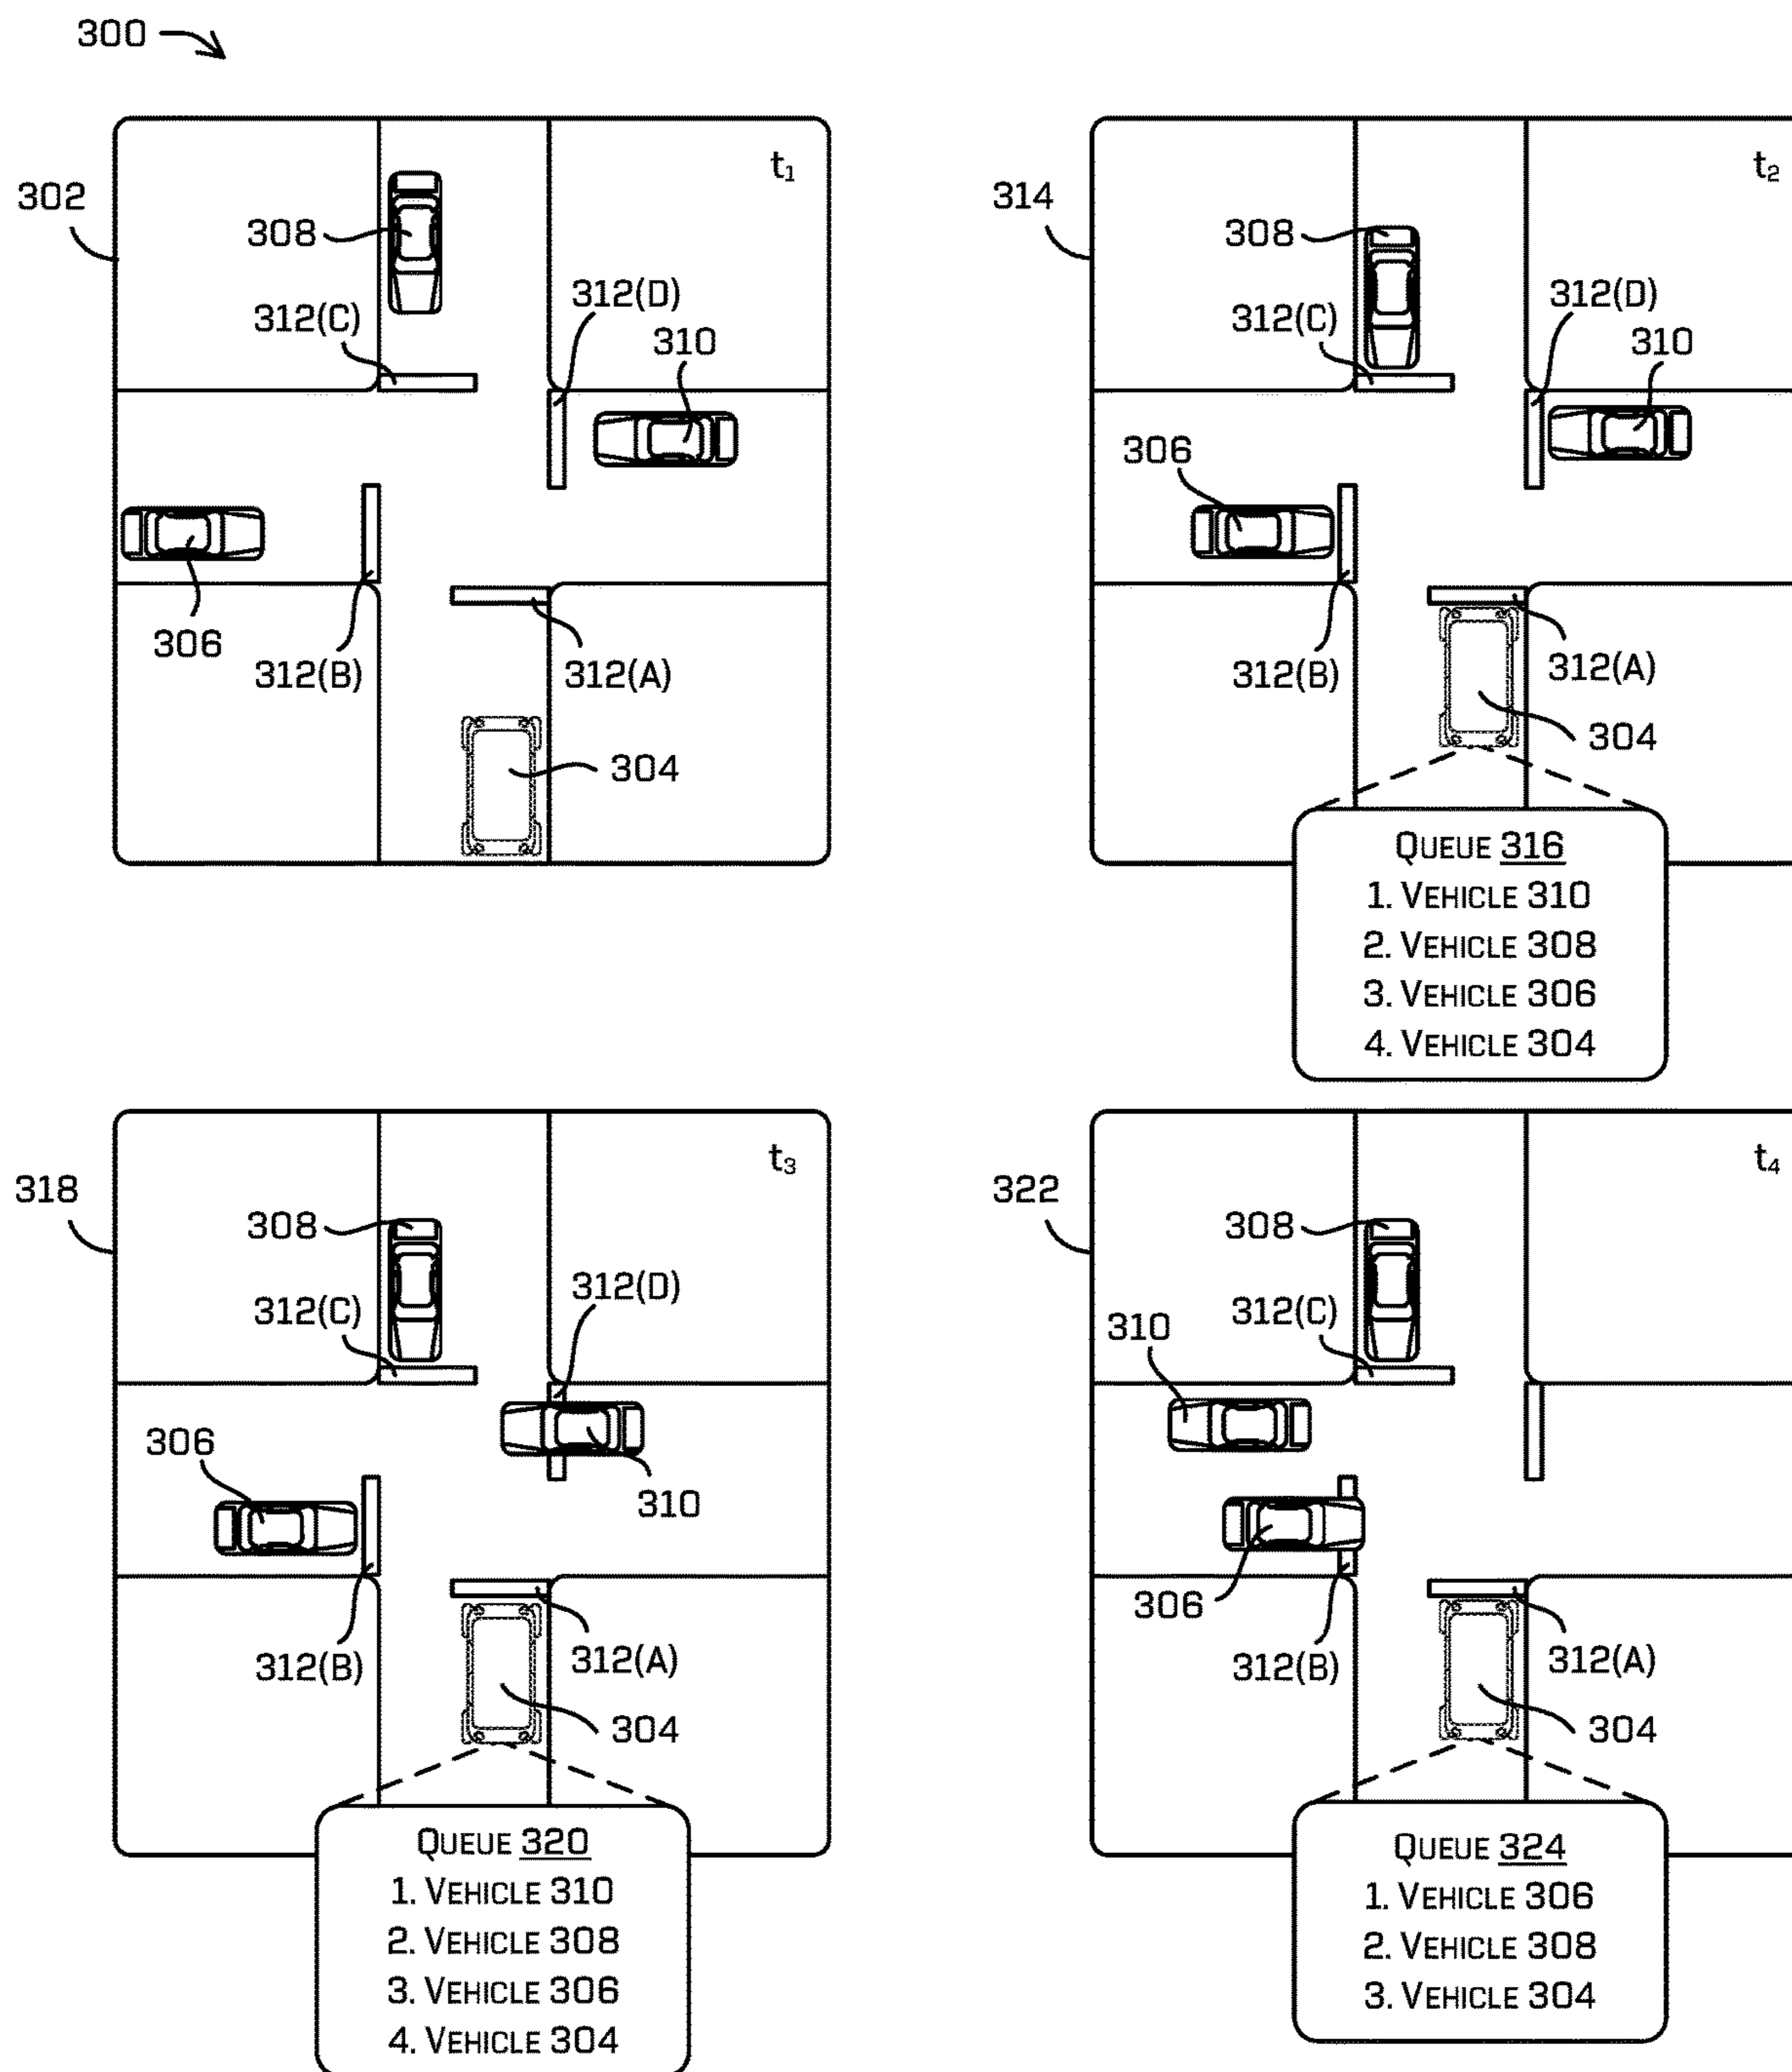 300
t₁
302
308
312(D)
312(C)
310
306
312(B)
312(A)
304
t₂
314
308
312(D)
312(C)
310
306
312(B)
312(A)
304
QUEUE 316
1. VEHICLE 310
2. VEHICLE 308
3. VEHICLE 306
4. VEHICLE 304
t₃
318
308
312(D)
312(C)
306
310
312(B)
312(A)
304
QUEUE 320
1. VEHICLE 310
2. VEHICLE 308
3. VEHICLE 306
4. VEHICLE 304
t₄
322
308
312(C)
310
306
312(B)
312(A)
304
QUEUE 324
1. VEHICLE 306
2. VEHICLE 308
3. VEHICLE 304